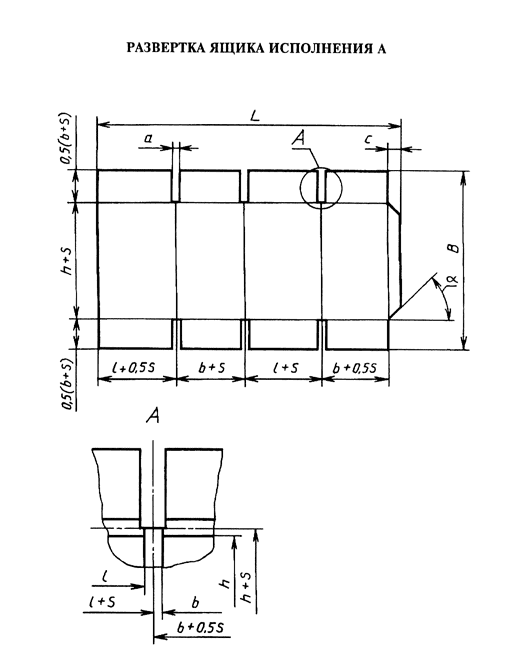 РАЗВЕРТКА ЯЩИКА ИСПОЛНЕНИЯ А
L
a
A
c
0,5(b+S)
h+S
0,5(b+S)
B
α
l+0,5S
b+S
l+S
b+0,5S
A
l
l+S
b
b+0,5S
h
h+S